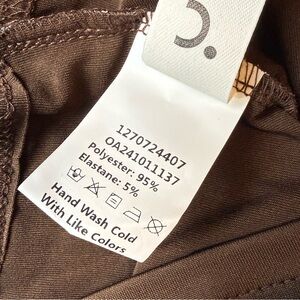 C.
1270724407
OA241011137
Polyester: 95%
Elastane: 5%
Hand Wash Cold
With Like Colors